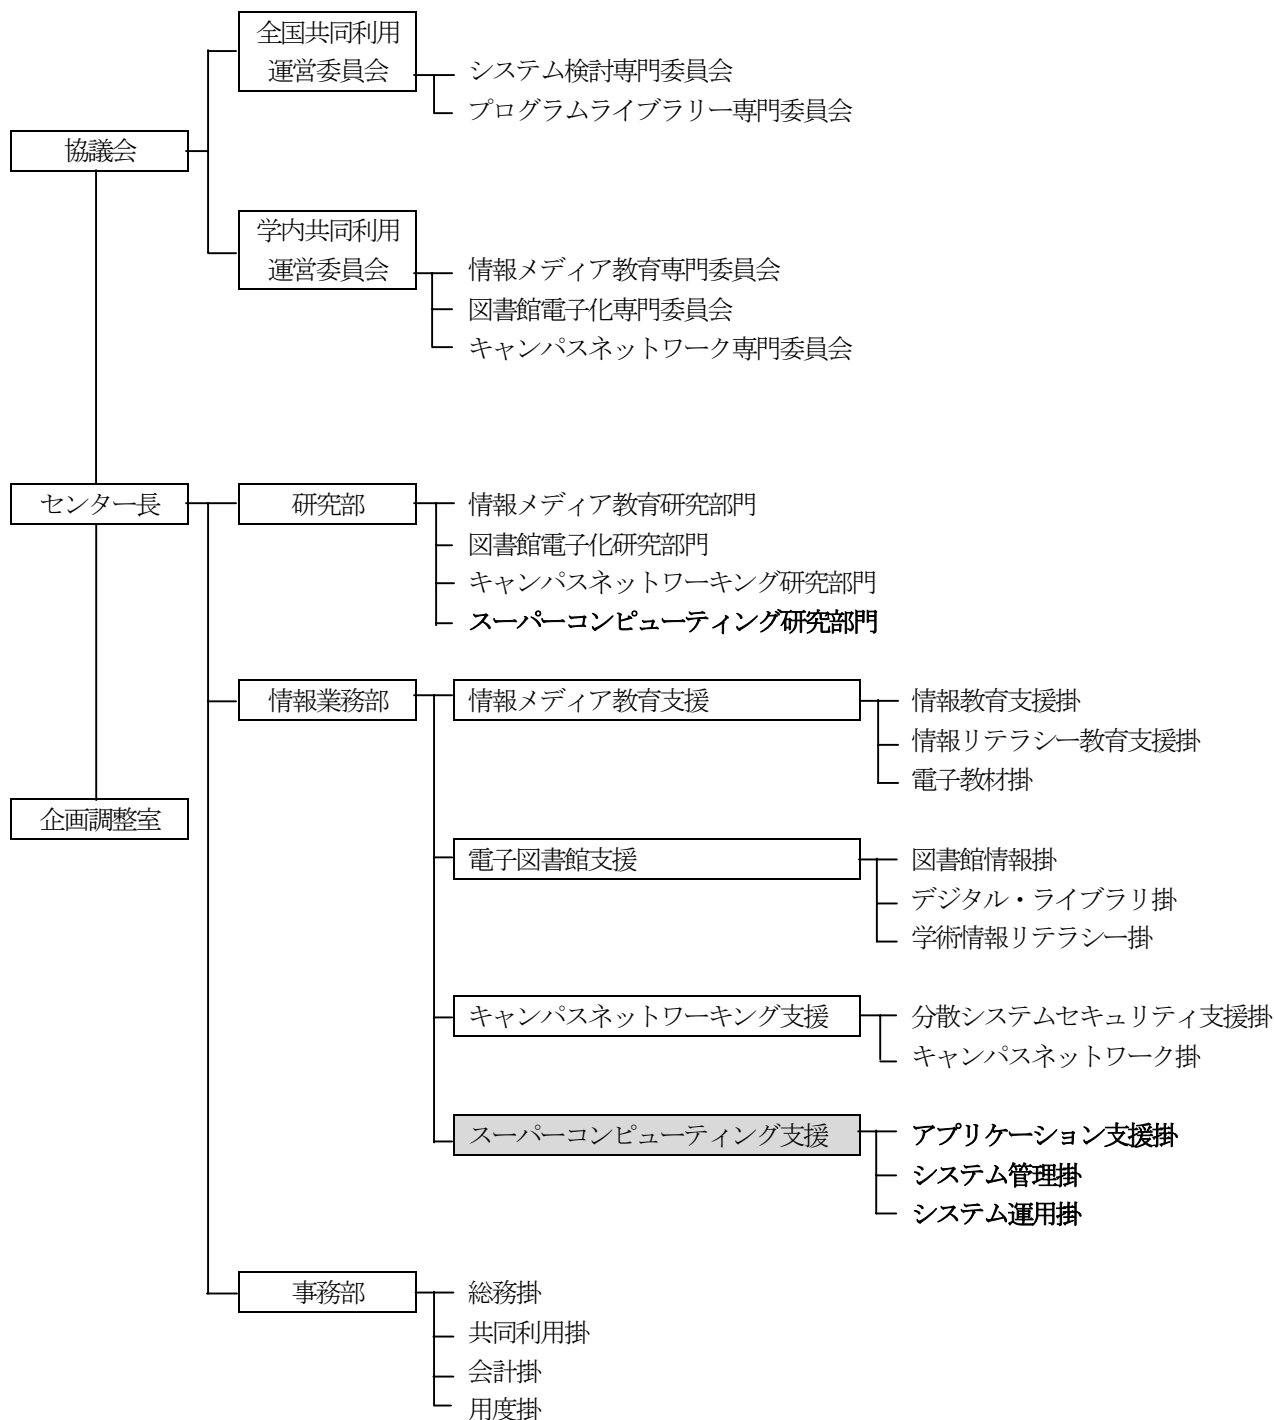 全国共同利用
運営委員会
システム検討専門委員会
プログラムライブラリー専門委員会
協議会
学内共同利用
運営委員会
情報メディア教育専門委員会
図書館電子化専門委員会
キャンパスネットワーク専門委員会
センター長
研究部
情報メディア教育研究部門
図書館電子化研究部門
キャンパスネットワーキング研究部門
スーパーコンピューティング研究部門
情報業務部
情報メディア教育支援
情報教育支援掛
情報リテラシー教育支援掛
電子教材掛
企画調整室
電子図書館支援
図書館情報掛
デジタル・ライブラリ掛
学術情報リテラシー掛
キャンパスネットワーキング支援
分散システムセキュリティ支援掛
キャンパスネットワーク掛
スーパーコンピューティング支援
アプリケーション支援掛
システム管理掛
システム運用掛
事務部
総務掛
共同利用掛
会計掛
用度掛